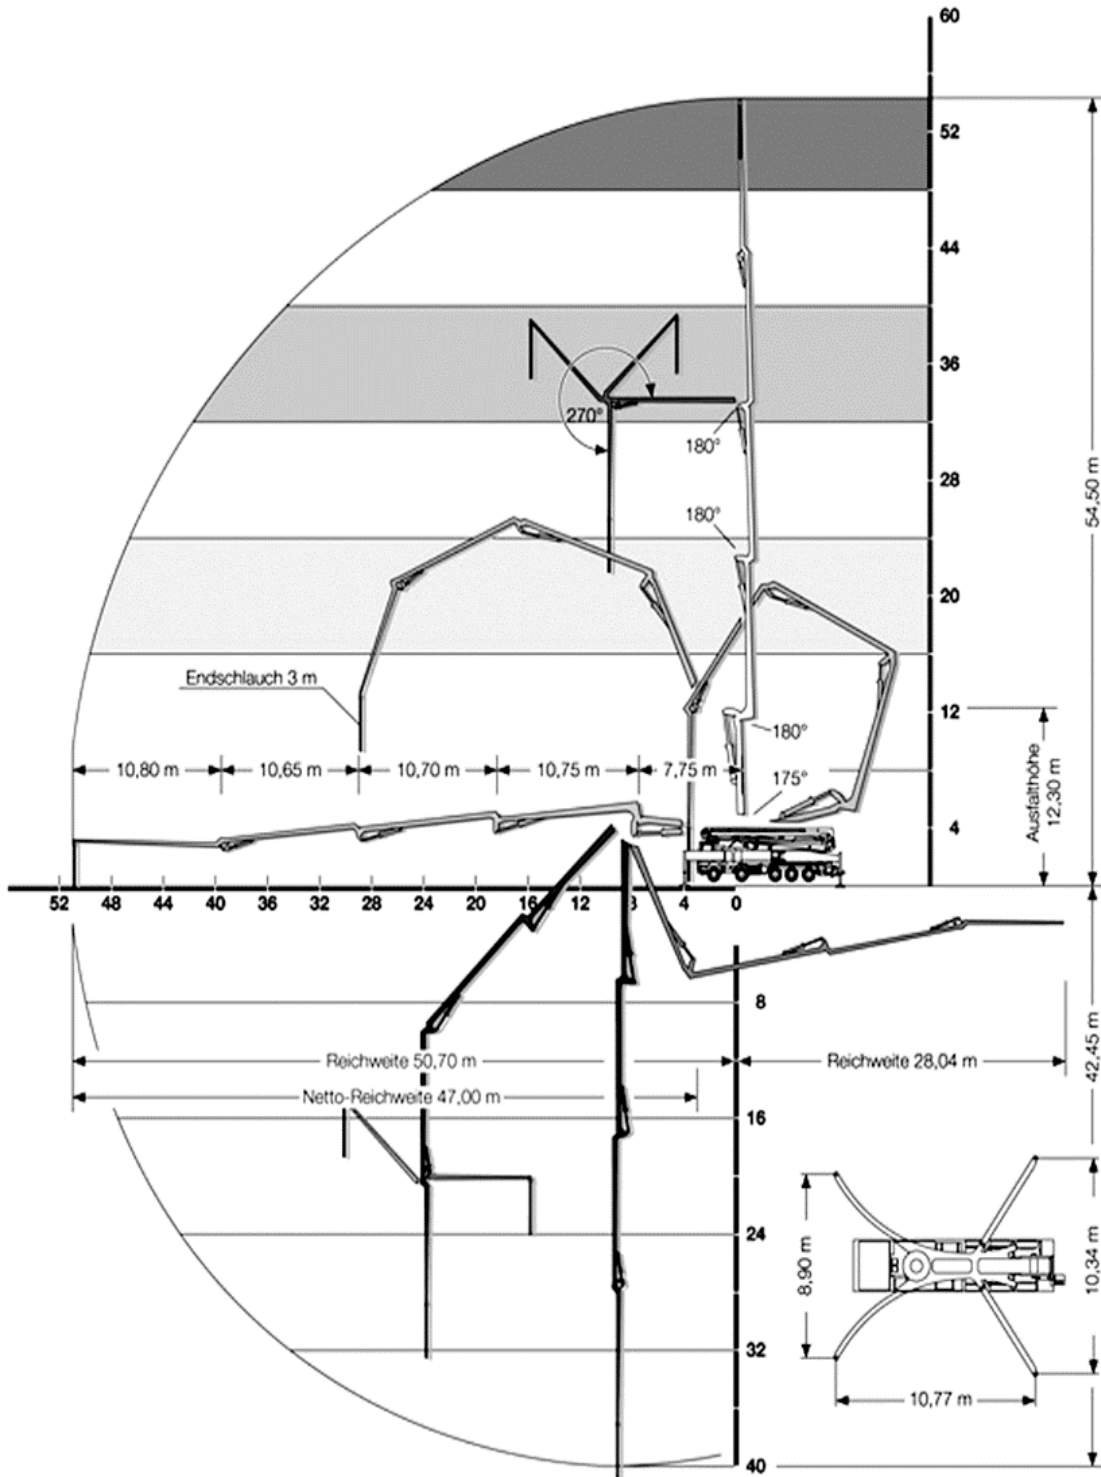 60
52
44
36
270°
180°
28
54,50 m
180°
20
Endschlauch 3 m
12
180°
10,80 m
10,65 m
10,70 m
10,75 m
7,75 m
175°
Ausfallhöhe
12,30 m
4
52 48 44 40 36 32 28 24 20 16 12 8 4 0
8
42,45 m
Reichweite 50,70 m
Reichweite 28,04 m
Netto-Reichweite 47,00 m
16
24
8,90 m
10,34 m
32
10,77 m
40